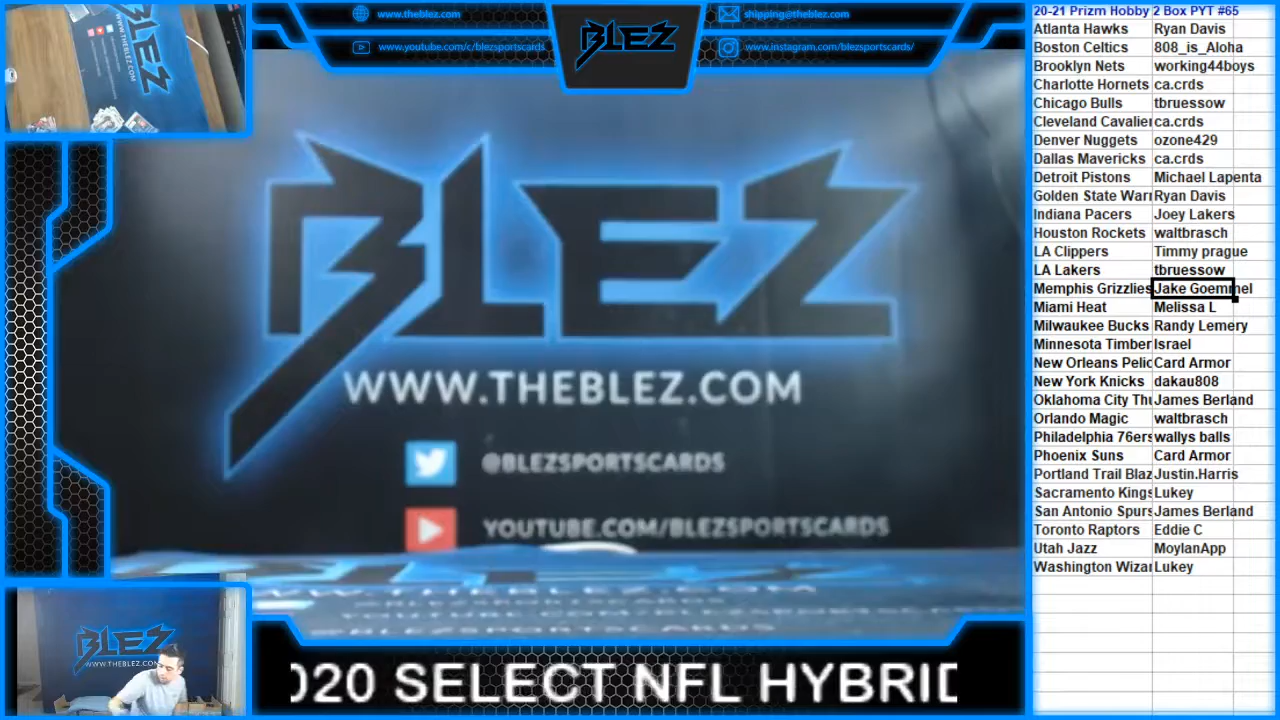 www.theblez.com
shipping@theblez.com
www.youtube.com/c/blezsportscards
www.instagram.com/blezsportscards/
BLEZ
BLEZ
WWW.THEBLEZ.COM
@BLEZSPORTSCARDS
YOUTUBE.COM/BLEZSPORTSCARDS
BLEZ
WWW.THEBLEZ.COM
BLEZ
WWW.THEBLEZ.COM
020 SELECT NFL HYBRID
20-21 Prizm Hobby 2 Box PYT #65
Atlanta Hawks Ryan Davis
Boston Celtics 808_is_Aloha
Brooklyn Nets working44boys
Charlotte Hornets ca.crds
Chicago Bulls tbruessow
Cleveland Cavalier ca.crds
Denver Nuggets ozone429
Dallas Mavericks ca.crds
Detroit Pistons Michael Lapenta
Golden State Warr Ryan Davis
Indiana Pacers Joey Lakers
Houston Rockets waltbrasch
LA Clippers Timmy prague
LA Lakers tbruessow
Memphis Grizzlies Jake Goemmel
Miami Heat Melissa L
Milwaukee Bucks Randy Lemery
Minnesota Timber Israel
New Orleans Pelic Card Armor
New York Knicks dakau808
Oklahoma City Thu James Berland
Orlando Magic waltbrasch
Philadelphia 76ers wallys balls
Phoenix Suns Card Armor
Portland Trail Blaz Justin.Harris
Sacramento Kings Lukey
San Antonio Spurs James Berland
Toronto Raptors Eddie C
Utah Jazz MoylanApp
Washington Wizar Lukey